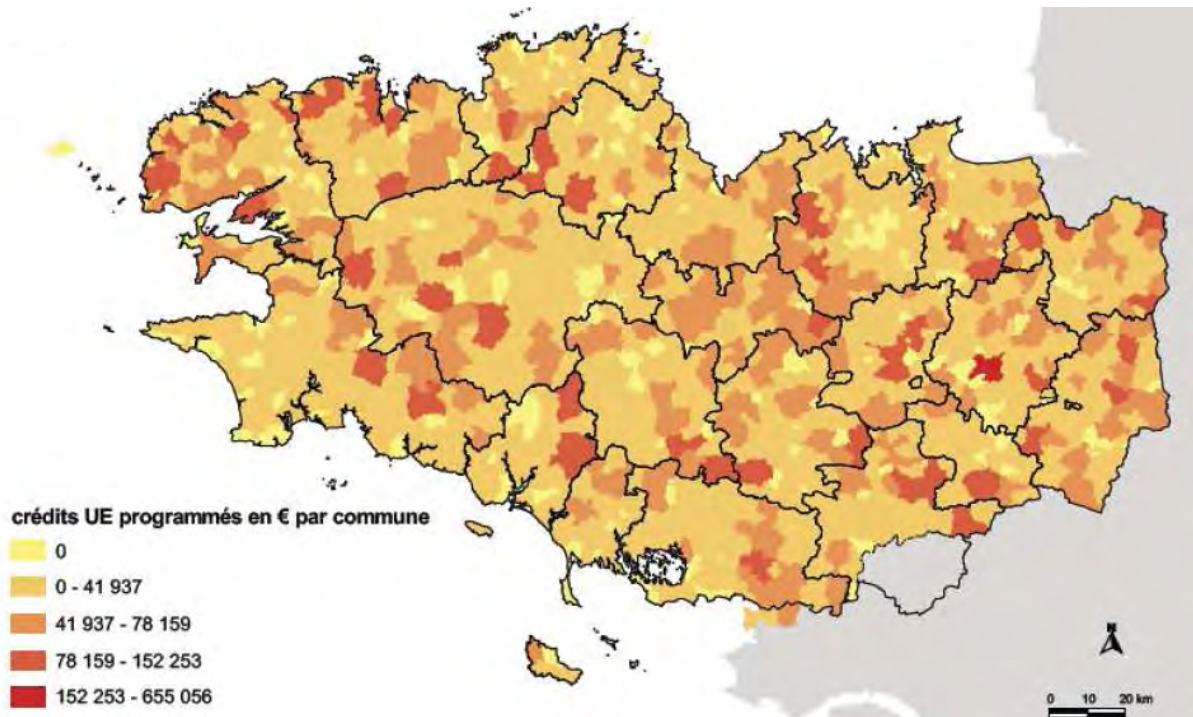 crédits UE programmés en € par commune
0
0 - 41 937
41 937 - 78 159
78 159 - 152 253
152 253 - 655 056
N
0 10 20 km